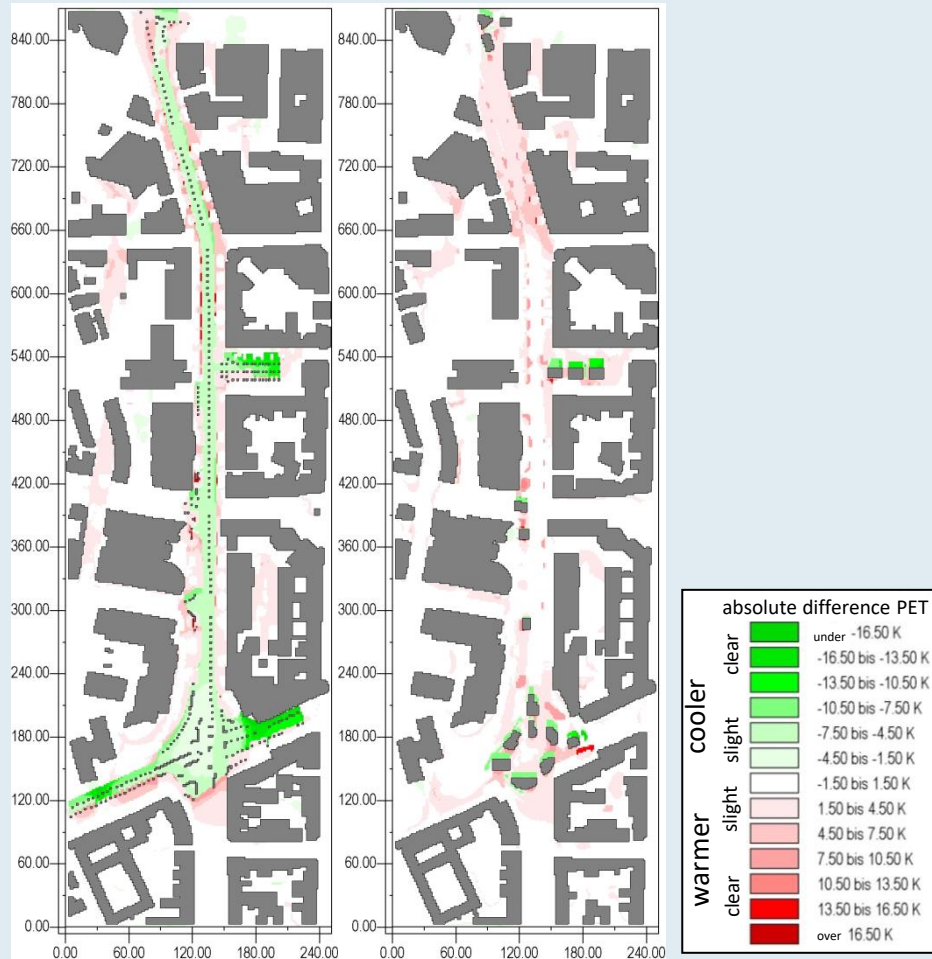 840.00
780.00
720.00
660.00
600.00
540.00
480.00
420.00
360.00
300.00
240.00
180.00
120.00
60.00
0.00
0.00 60.00 120.00 180.00 240.00
840.00
780.00
720.00
660.00
600.00
540.00
480.00
420.00
360.00
300.00
240.00
180.00
120.00
60.00
0.00
0.00 60.00 120.00 180.00 240.00
absolute difference PET
cooler
clear
slight
warmer
slight
clear
under -16.50 K
-16.50 bis -13.50 K
-13.50 bis -10.50 K
-10.50 bis -7.50 K
-7.50 bis -4.50 K
-4.50 bis -1.50 K
-1.50 bis 1.50 K
1.50 bis 4.50 K
4.50 bis 7.50 K
7.50 bis 10.50 K
10.50 bis 13.50 K
13.50 bis 16.50 K
over 16.50 K